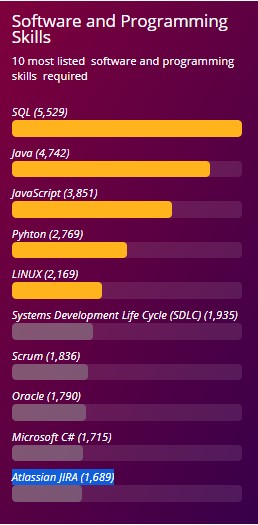 Software and Programming
Skills
10 most listed software and programming
skills required
SQL (5,529)
Java (4,742)
JavaScript (3,851)
Pyhton (2,769)
LINUX (2,169)
Systems Development Life Cycle (SDLC) (1,935)
Scrum (1,836)
Oracle (1,790)
Microsoft C# (1,715)
Atlassian JIRA (1,689)